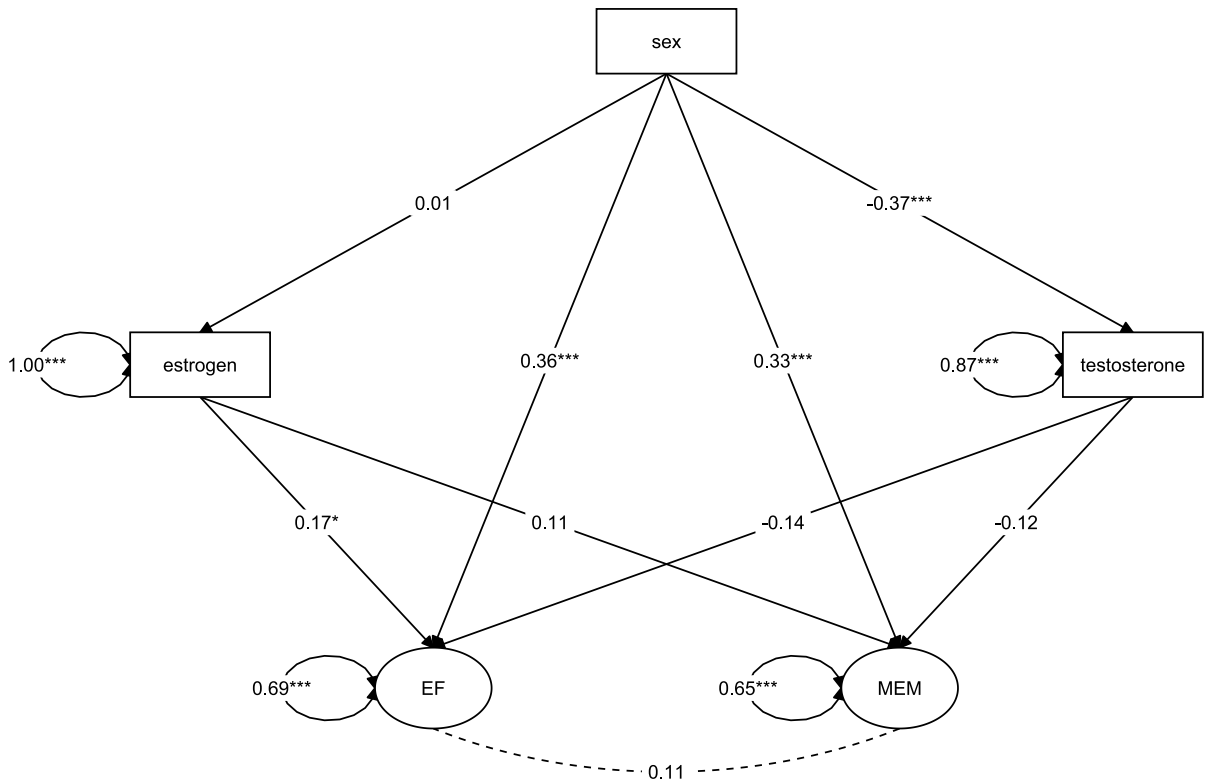 sex
0.01
-0.37***
1.00***
estrogen
0.36***
0.33***
0.87***
testosterone
0.17*
0.11
-0.14
-0.12
0.69***
EF
0.65***
MEM
0.11